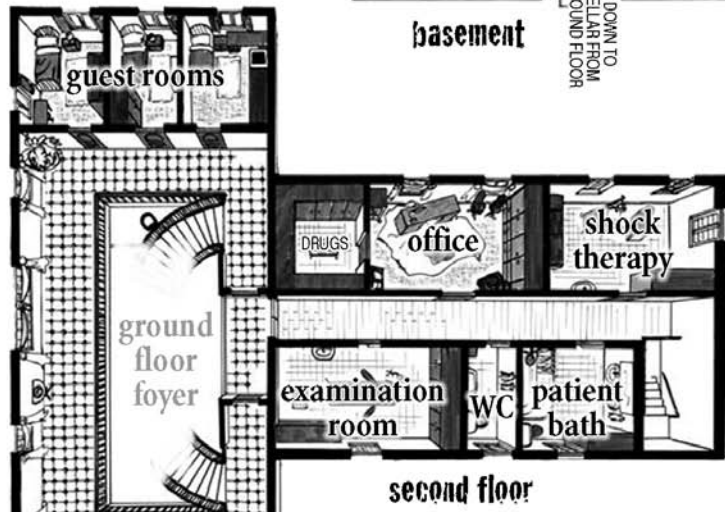 basement
DOWN TO
ELLAR FROM
OUND FLOOR
guest rooms
DRUGS
office
shock
therapy
ground
floor
foyer
examination
room
WC
patient
bath
second floor